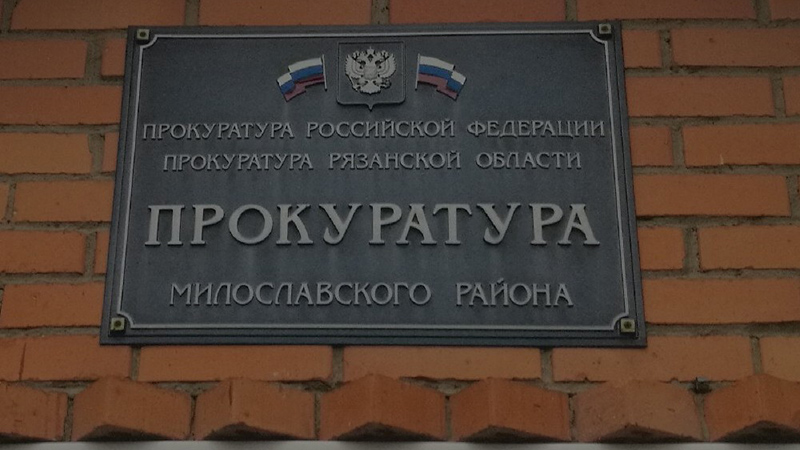 ПРОКУРАТУРА РОССИЙСКОЙ ФЕДЕРАЦИИ
ПРОКУРАТУРА РЯЗАНСКОЙ ОБЛАСТИ
ПРОКУРАТУРА
МИЛОСЛАВСКОГО РАЙОНА